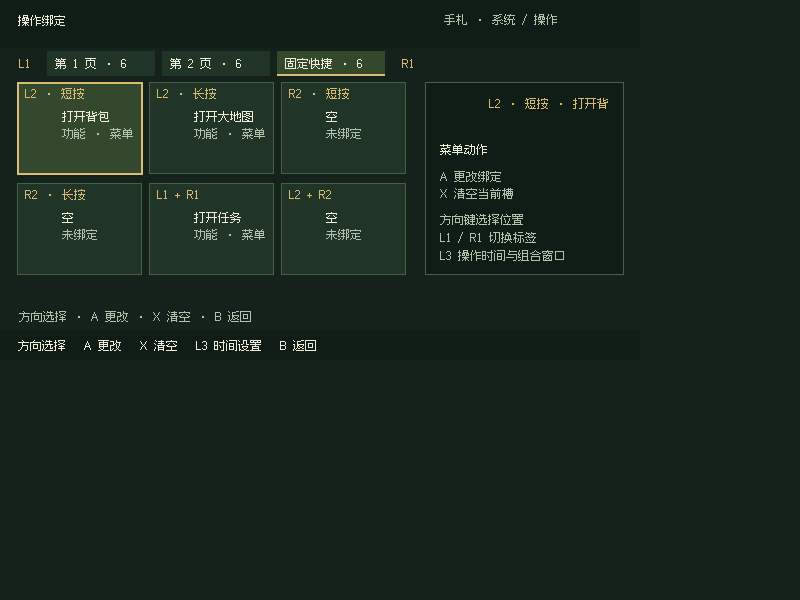 操作绑定
手札 · 系统 / 操作
L1 第 1 页 · 6 第 2 页 · 6 固定快捷 · 6 R1
L2 · 短按
打开背包
功能 · 菜单
L2 · 长按
打开大地图
功能 · 菜单
R2 · 短按
空
未绑定
R2 · 长按
空
未绑定
L1 + R1
打开任务
功能 · 菜单
L2 + R2
空
未绑定
L2 · 短按 · 打开背
菜单动作
A 更改绑定
X 清空当前槽
方向键选择位置
L1 / R1 切换标签
L3 操作时间与组合窗口
方向选择 · A 更改 · X 清空 · B 返回
方向选择 A 更改 X 清空 L3 时间设置 B 返回